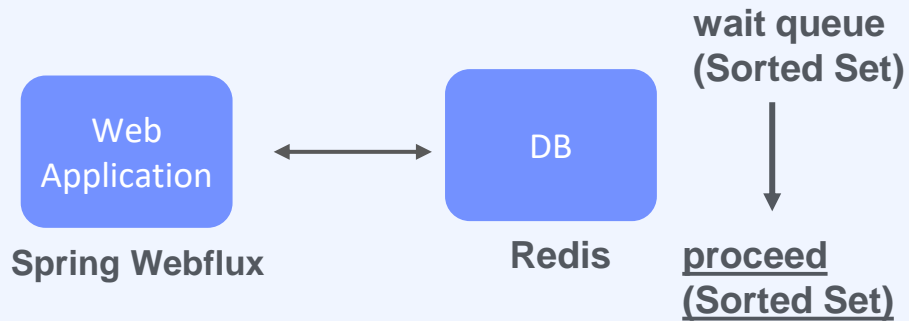 wait queue
(Sorted Set)
Web
Application
DB
Spring Webflux
Redis
proceed
(Sorted Set)